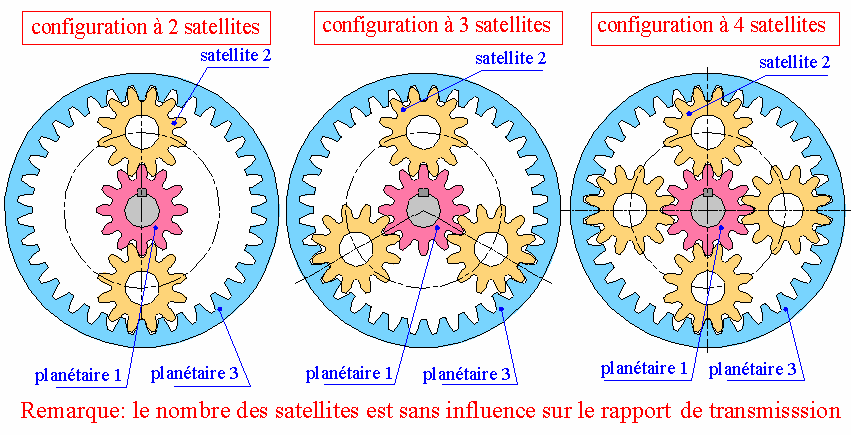 configuration à 2 satellites
configuration à 3 satellites
configuration à 4 satellites
satellite 2
satellite 2
satellite 2
planétaire 1
planétaire 3
planétaire 1
planétaire 3
planétaire 1
planétaire 3
Remarque: le nombre des satellites est sans influence sur le rapport de transmisssion